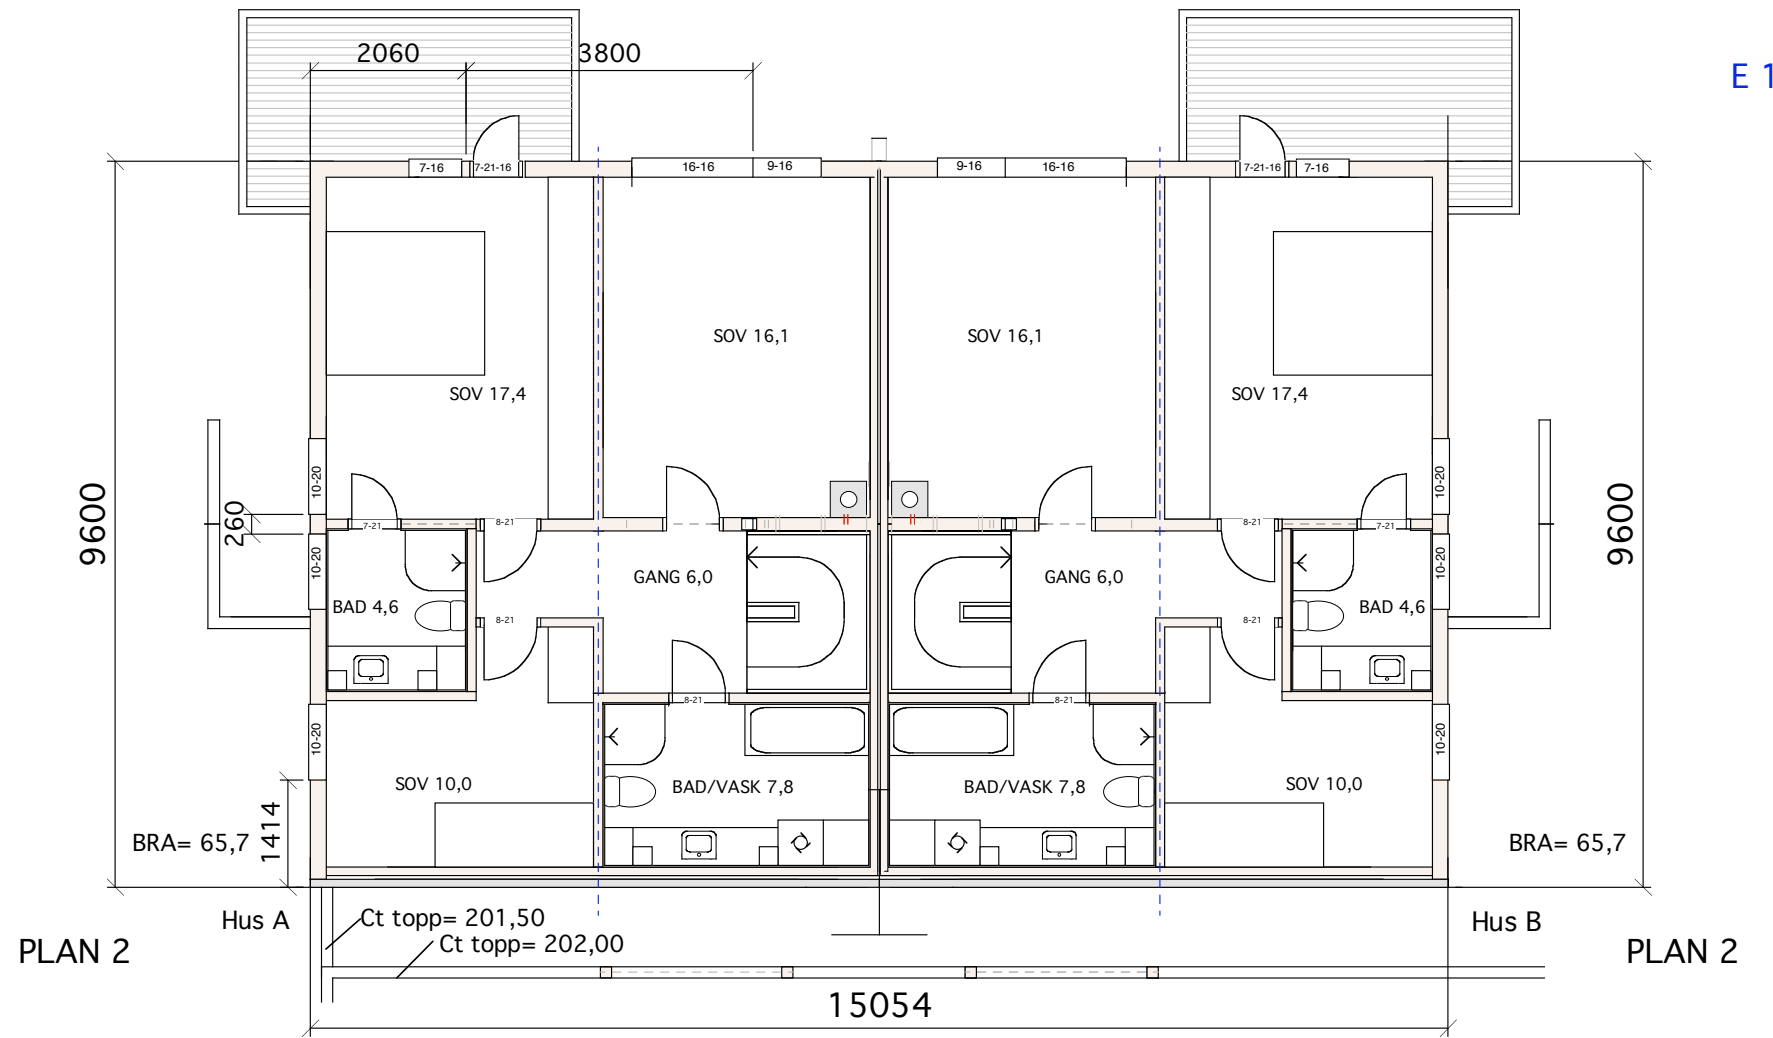 2060
3800
E 1
7-16
7-21-16
16-16
9-16
9-16
16-16
7-21-16
7-16
SOV 16,1
SOV 16,1
SOV 17,4
SOV 17,4
10-20
10-20
9600
260
9600
7-21
8-21
8-21
7-21
10-20
GANG 6,0
GANG 6,0
10-20
BAD 4,6
BAD 4,6
8-21
8-21
8-21
8-21
10-20
10-20
SOV 10,0
BAD/VASK 7,8
BAD/VASK 7,8
SOV 10,0
1414
BRA= 65,7
BRA= 65,7
Hus A
Ct topp= 201,50
Hus B
Ct topp= 202,00
PLAN 2
PLAN 2
15054